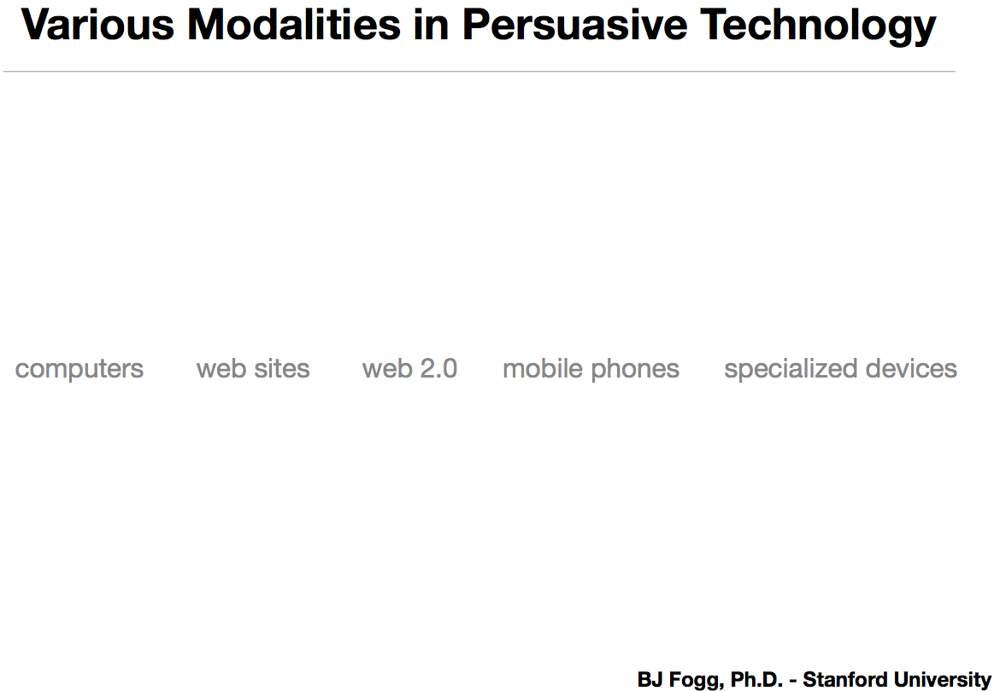 Various Modalities in Persuasive Technology
computers web sites web 2.0 mobile phones specialized devices
BJ Fogg, Ph.D. - Stanford University